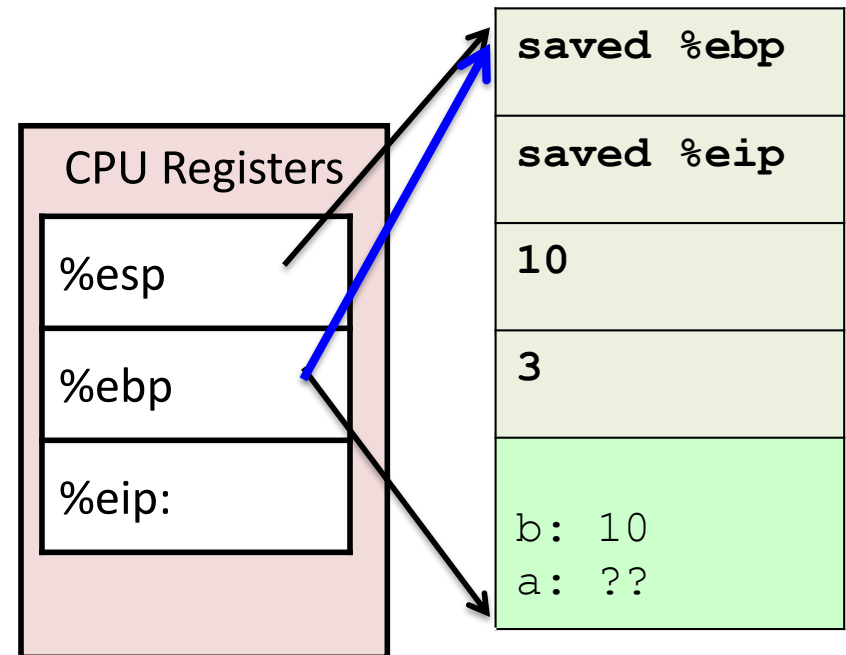 CPU Registers
%esp
%ebp
%eip:
saved %ebp
saved %eip
10
3
b: 10
a: ??